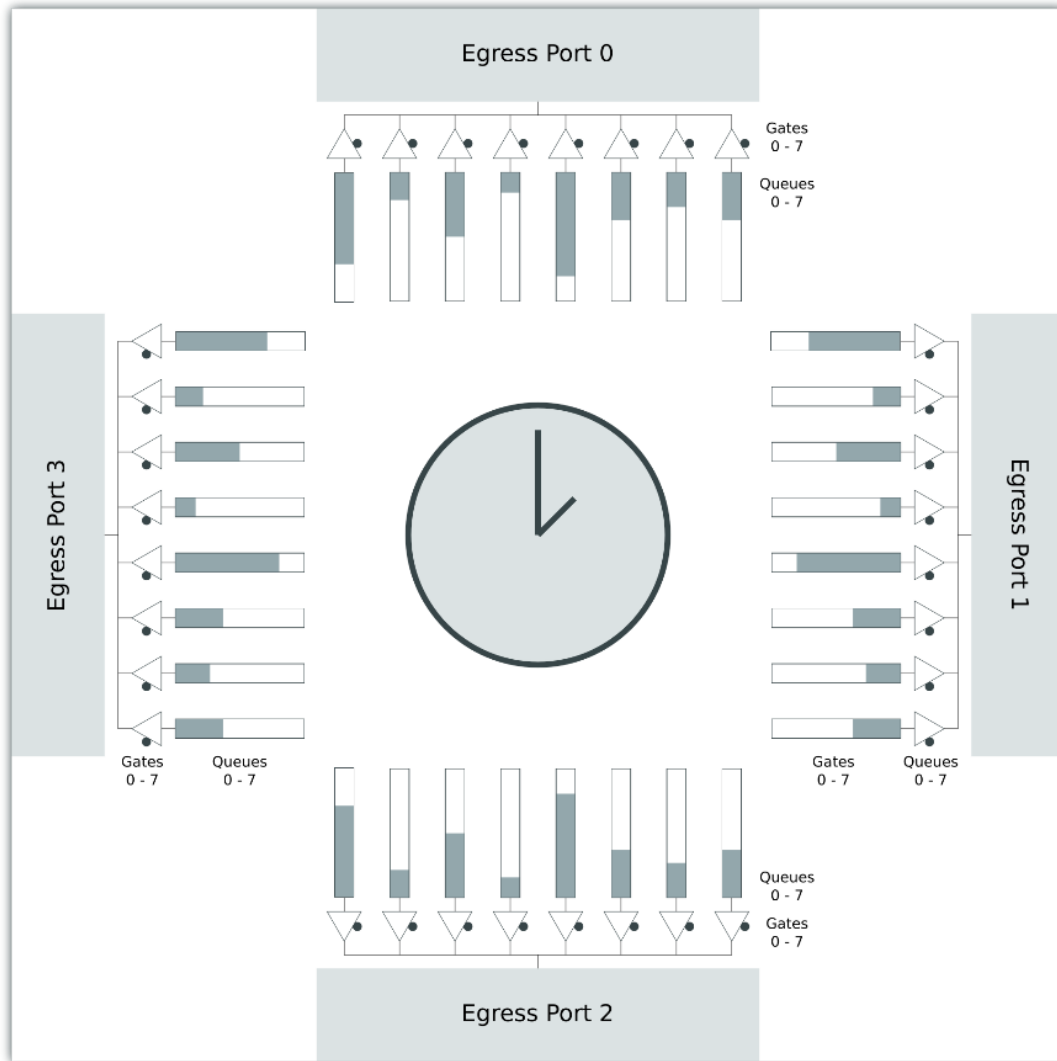 Egress Port 0
Gates
0 - 7
Queues
0 - 7
Egress Port 3
Egress Port 1
Gates
0 - 7
Queues
0 - 7
Gates
0 - 7
Queues
0 - 7
Queues
0 - 7
Gates
0 - 7
Egress Port 2